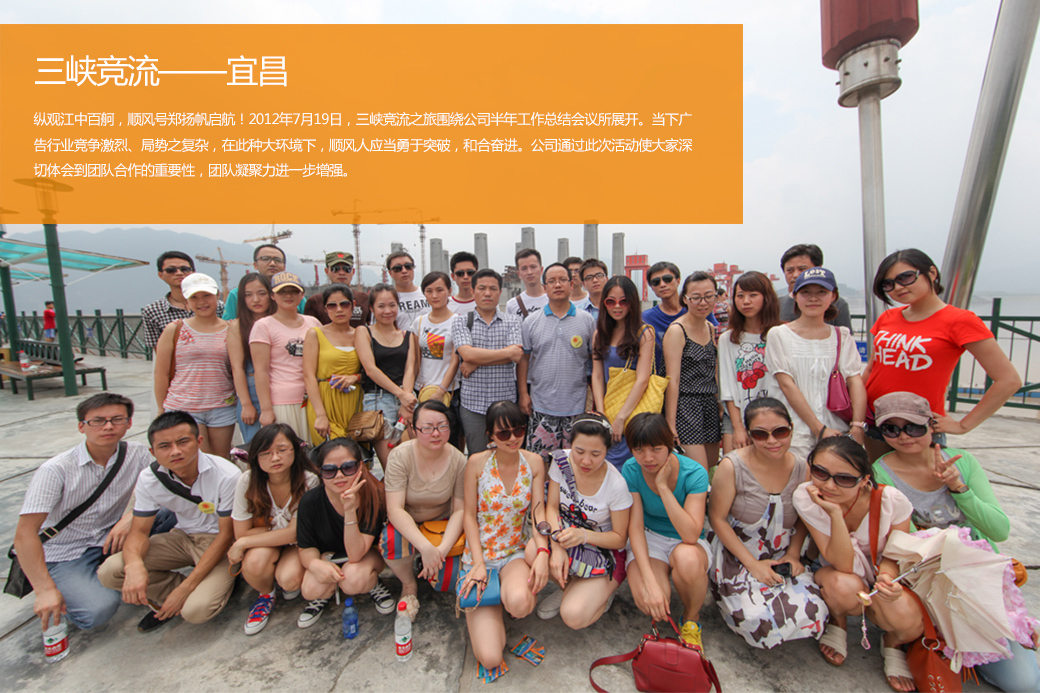 三峡竞流——宜昌
纵观江中百舸，顺风号郑扬帆启航！2012年7月19日，三峡竞流之旅围绕公司半年工作总结会议所展开。当下广
告行业竞争激烈、局势之复杂，在此种大环境下，顺风人应当勇于突破，和合奋进。公司通过此次活动使大家深
切体会到团队合作的重要性，团队凝聚力进一步增强。
THINK
HEAD